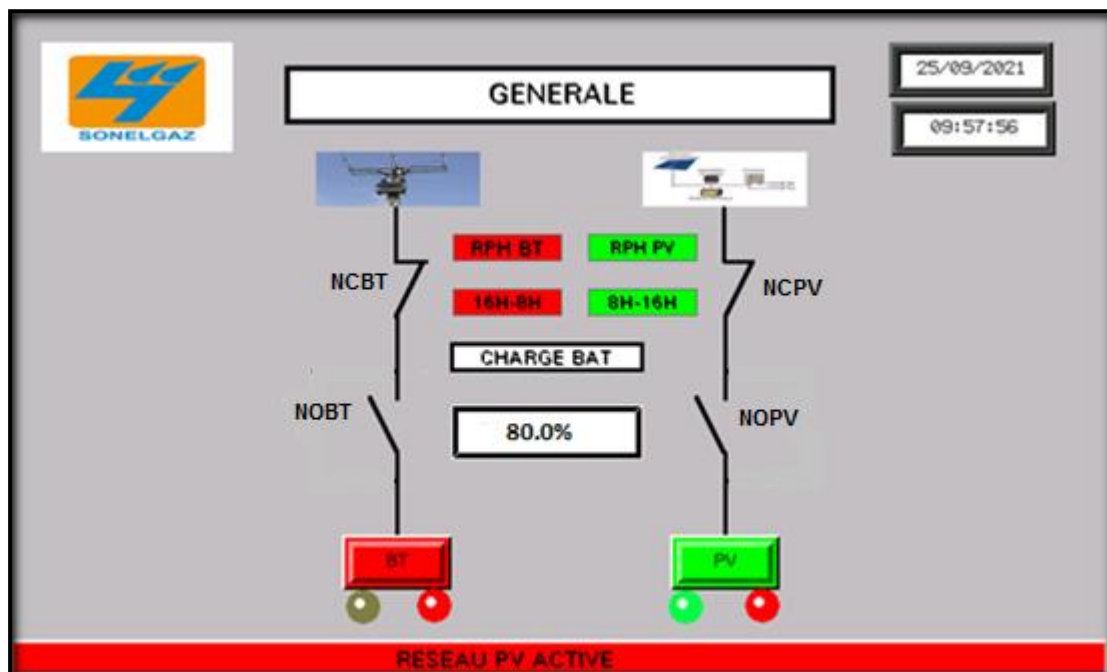 SONELGAZ
GENERALE
25/09/2021
09:57:56
RPH BT
RPH PV
NCBT
NCPV
16H-8H
8H-16H
CHARGE BAT
NOBT
NOPV
80.0%
BT
PV
RESEAU PV ACTIVE